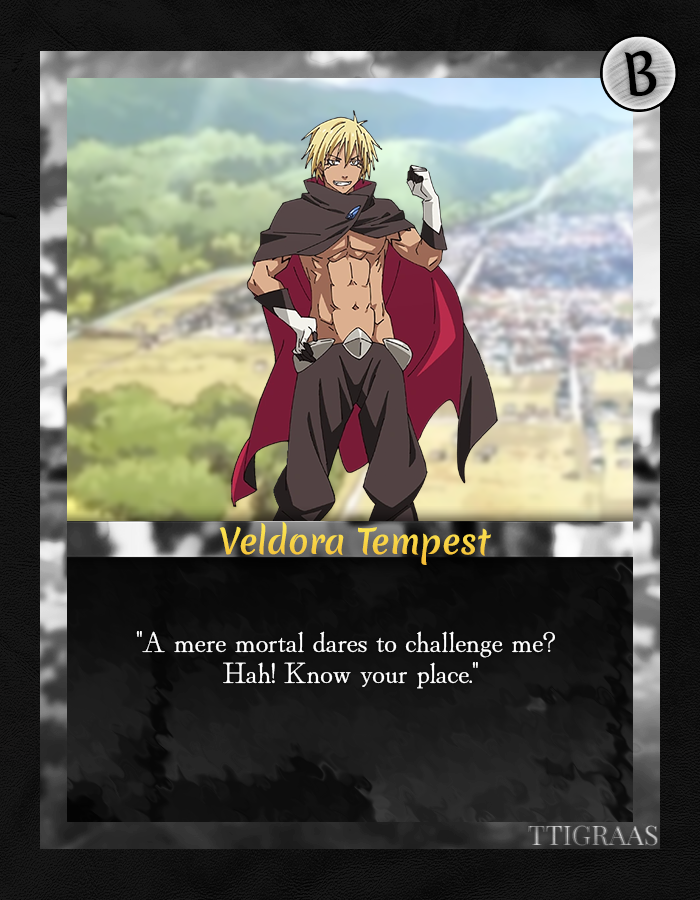 B
Veldora Tempest
"A mere mortal dares to challenge me?
Hah! Know your place."
TTIGRAAS